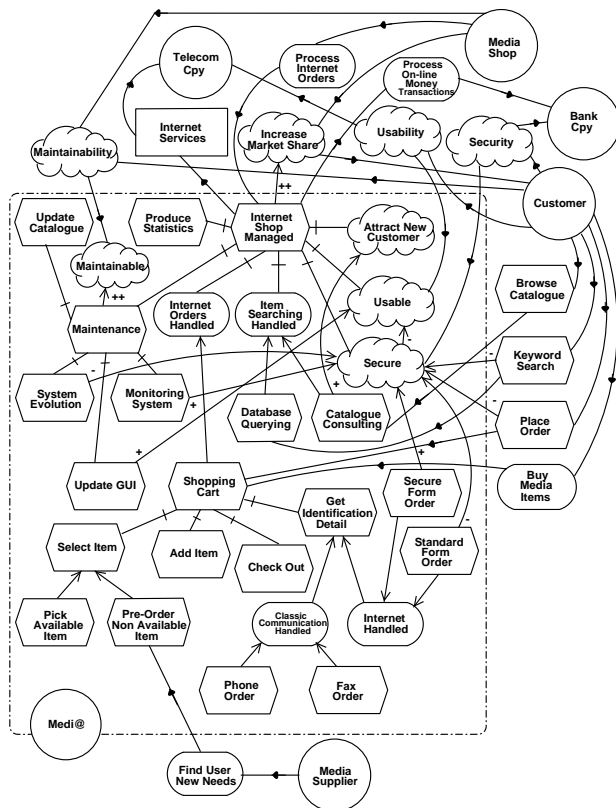 Telecom
Cpy
Process
Internet
Orders
Media
Shop
Process
On-line
Money
Transactions
Bank
Cpy
Internet
Services
Increase
Market Share
Usability
Security
Maintainability
Customer
Update
Catalogue
Produce
Statistics
++
Internet
Shop
Managed
Attract New
Customer
Maintainable
++
Browse
Catalogue
Internet
Orders
Handled
Item
Searching
Handled
Usable
Maintenance
-
Keyword
Search
-
Secure
-
System
Evolution
Monitoring
System
+
+
Database
Querying
Catalogue
Consulting
-
Place
Order
+
+
Update GUI
Shopping
Cart
Secure
Form
Order
Buy
Media
Items
Get
Identification
Detail
-
Standard
Form
Order
Select Item
Add Item
Check Out
Pick
Available
Item
Pre-Order
Non Available
Item
Classic
Communication
Handled
Internet
Handled
Phone
Order
Fax
Order
Medi@
Find User
New Needs
Media
Supplier